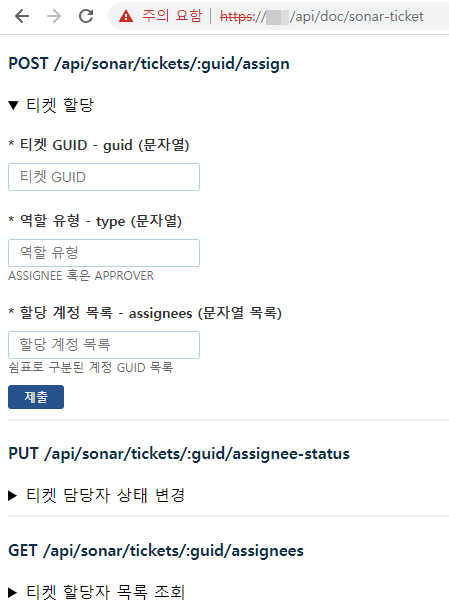 주의 요함 | https:///api/doc/sonar-ticket
POST /api/sonar/tickets/:guid/assign
▼ 티켓 할당
* 티켓 GUID - guid (문자열)
티켓 GUID
* 역할 유형 - type (문자열)
역할 유형
ASSIGNEE 혹은 APPROVER
* 할당 계정 목록 - assignees (문자열 목록)
할당 계정 목록
쉼표로 구분된 계정 GUID 목록
제출
PUT /api/sonar/tickets/:guid/assignee-status
▶ 티켓 담당자 상태 변경
GET /api/sonar/tickets/:guid/assignees
▶ 티켓 할당자 목록 조회